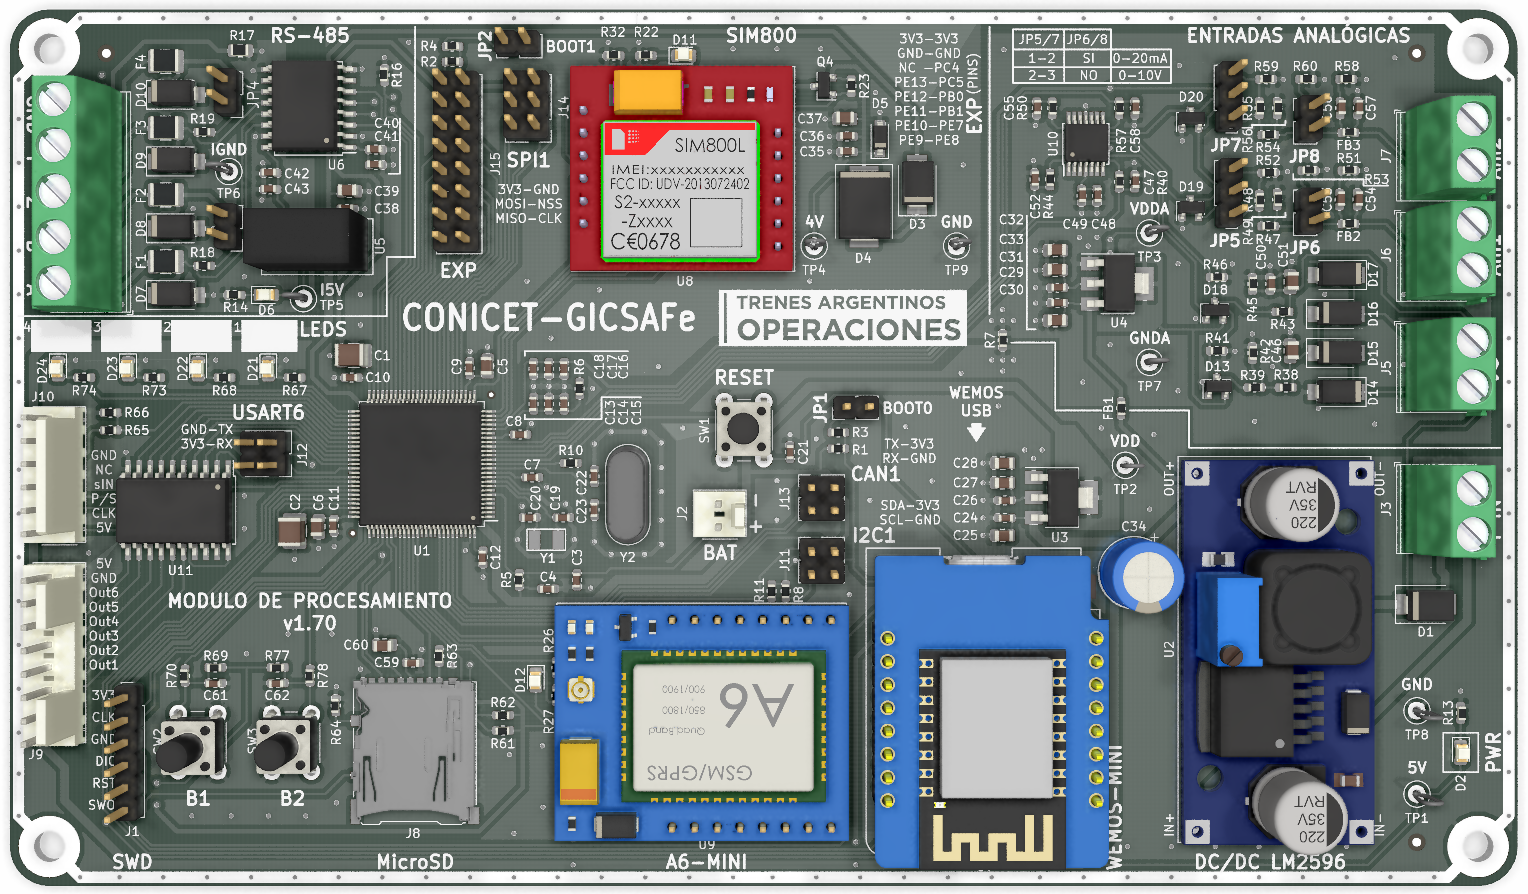 RS-485
SIM800
ENTRADAS ANALÓGICAS
JP2
BOOT1
R4
R2
R17
R16
F4
D10
JP4
F3
R19
D9
IGND
TP6
F2
D8
R18
F1
D7
R14
D6
I5V
TP5
U6
U5
C40
C41
C42
C43
C39
C38
J14
J15
SPI1
3V3-GND
MOSI-NSS
MISO-CLK
EXP
R32
R22
D11
SIM800L
IMEI:xxxxxxxxxxx
FCC ID: UDV-2013072402
S2-xxxxx
-Zxxxx
C€0678
U8
Q4
R23
D5
C37
C36
C35
4V
TP4
D4
D3
GND
TP9
3V3-3V3
GND-GND
NC -PC4
PE13-PC5
PE12-PB0
PE11-PB1
PE10-PE7
PE9-PE8
EXP(PINS)
JP5/7 JP6/8
1-2 SI 0-20mA
2-3 NO 0-10V
R59
R60
R58
D20
C55
R50
U10
R57
C58
JP7
R56
R54
R52
JP8
FB3
R51
C57
J7
C52
R44
C47
R40
C49
C48
D19
VDDA
TP3
JP5
R48
R49
R47
JP6
FB2
C54
J6
C32
C33
C31
C29
C30
U4
R46
D18
R45
C50
C51
R43
D17
D16
GNDA
TP7
R41
D13
R42
C46
R39
R38
D15
D14
J5
R7
FB1
CONICET-GICSAFe
TRENES ARGENTINOS
OPERACIONES
LEDS
4
3
2
1
D24
D23
D22
D21
R74
R73
R68
R67
C1
C10
J10
R66
R65
USART6
GND-TX
3V3-RX
J12
GND
NC
sIN
P/S
CLK
5V
U11
C2
C6
C11
U1
C9
C5
C8
C18
C17
C16
R6
C13
C14
C15
R10
C7
C20
C19
C22
C23
Y1
Y2
C12
R5
C4
C3
RESET
SW1
C21
J2
BAT
JP1
BOOT0
R3
R1
TX-3V3
RX-GND
CAN1
J13
SDA-3V3
SCL-GND
I2C1
J11
R11
R8
WEMOS
USB
C28
C27
C26
C24
C25
U3
C34
VDD
TP2
OUT+
OUT-
220
35V
RVT
J3
D1
U2
5V
GND
Out6
Out5
Out4
Out3
Out2
Out1
J9
MODULO DE PROCESAMIENTO
v1.70
R70
R69
C61
R77
C62
R78
R64
B1
B2
3V3
CLK
GND
DIO
RST
SWO
J1
SWD
C60
C59
R63
R62
R61
J8
MicroSD
R26
D12
R27
A6
900/1900
850/1800
Quad_Band
GSM/GPRS
U9
A6-MINI
WEMOS-MINI
GND
TP8
R13
5V
TP1
D2
PWR
220
35V
RVT
IN+
IN-
DC/DC LM2596